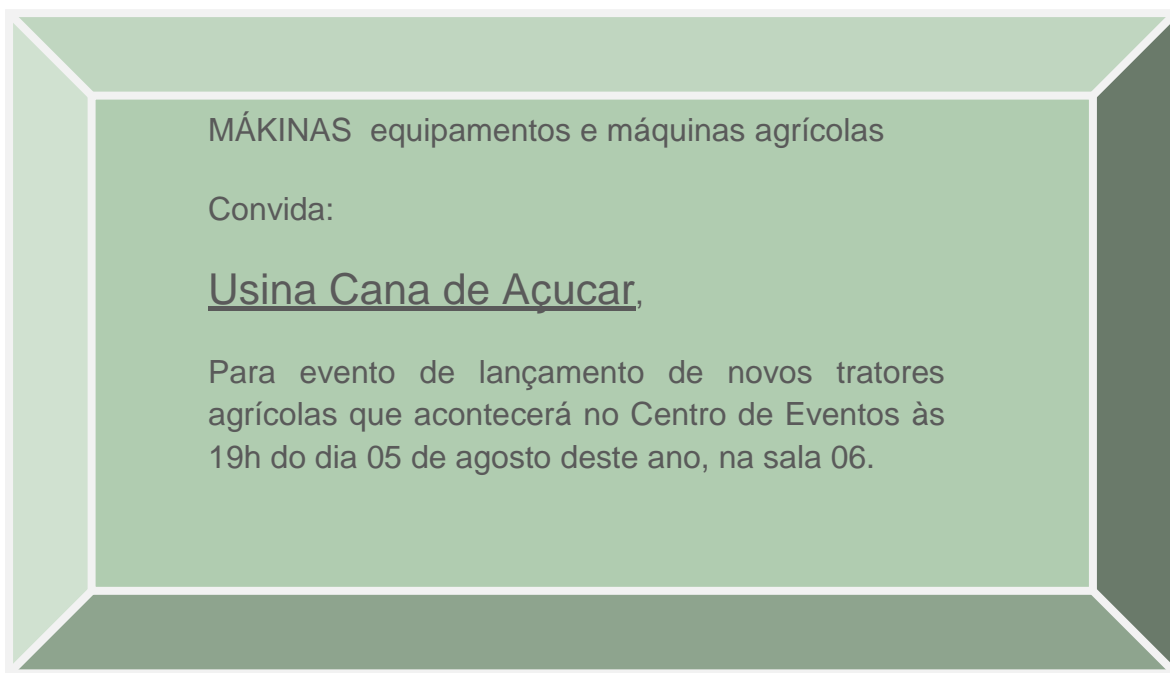 MÁKINAS  equipamentos e máquinas agrícolas
Convida:
Usina Cana de Açucar,
Para evento de lançamento de novos tratores
agrícolas que acontecerá no Centro de Eventos às
19h do dia 05 de agosto deste ano, na sala 06.